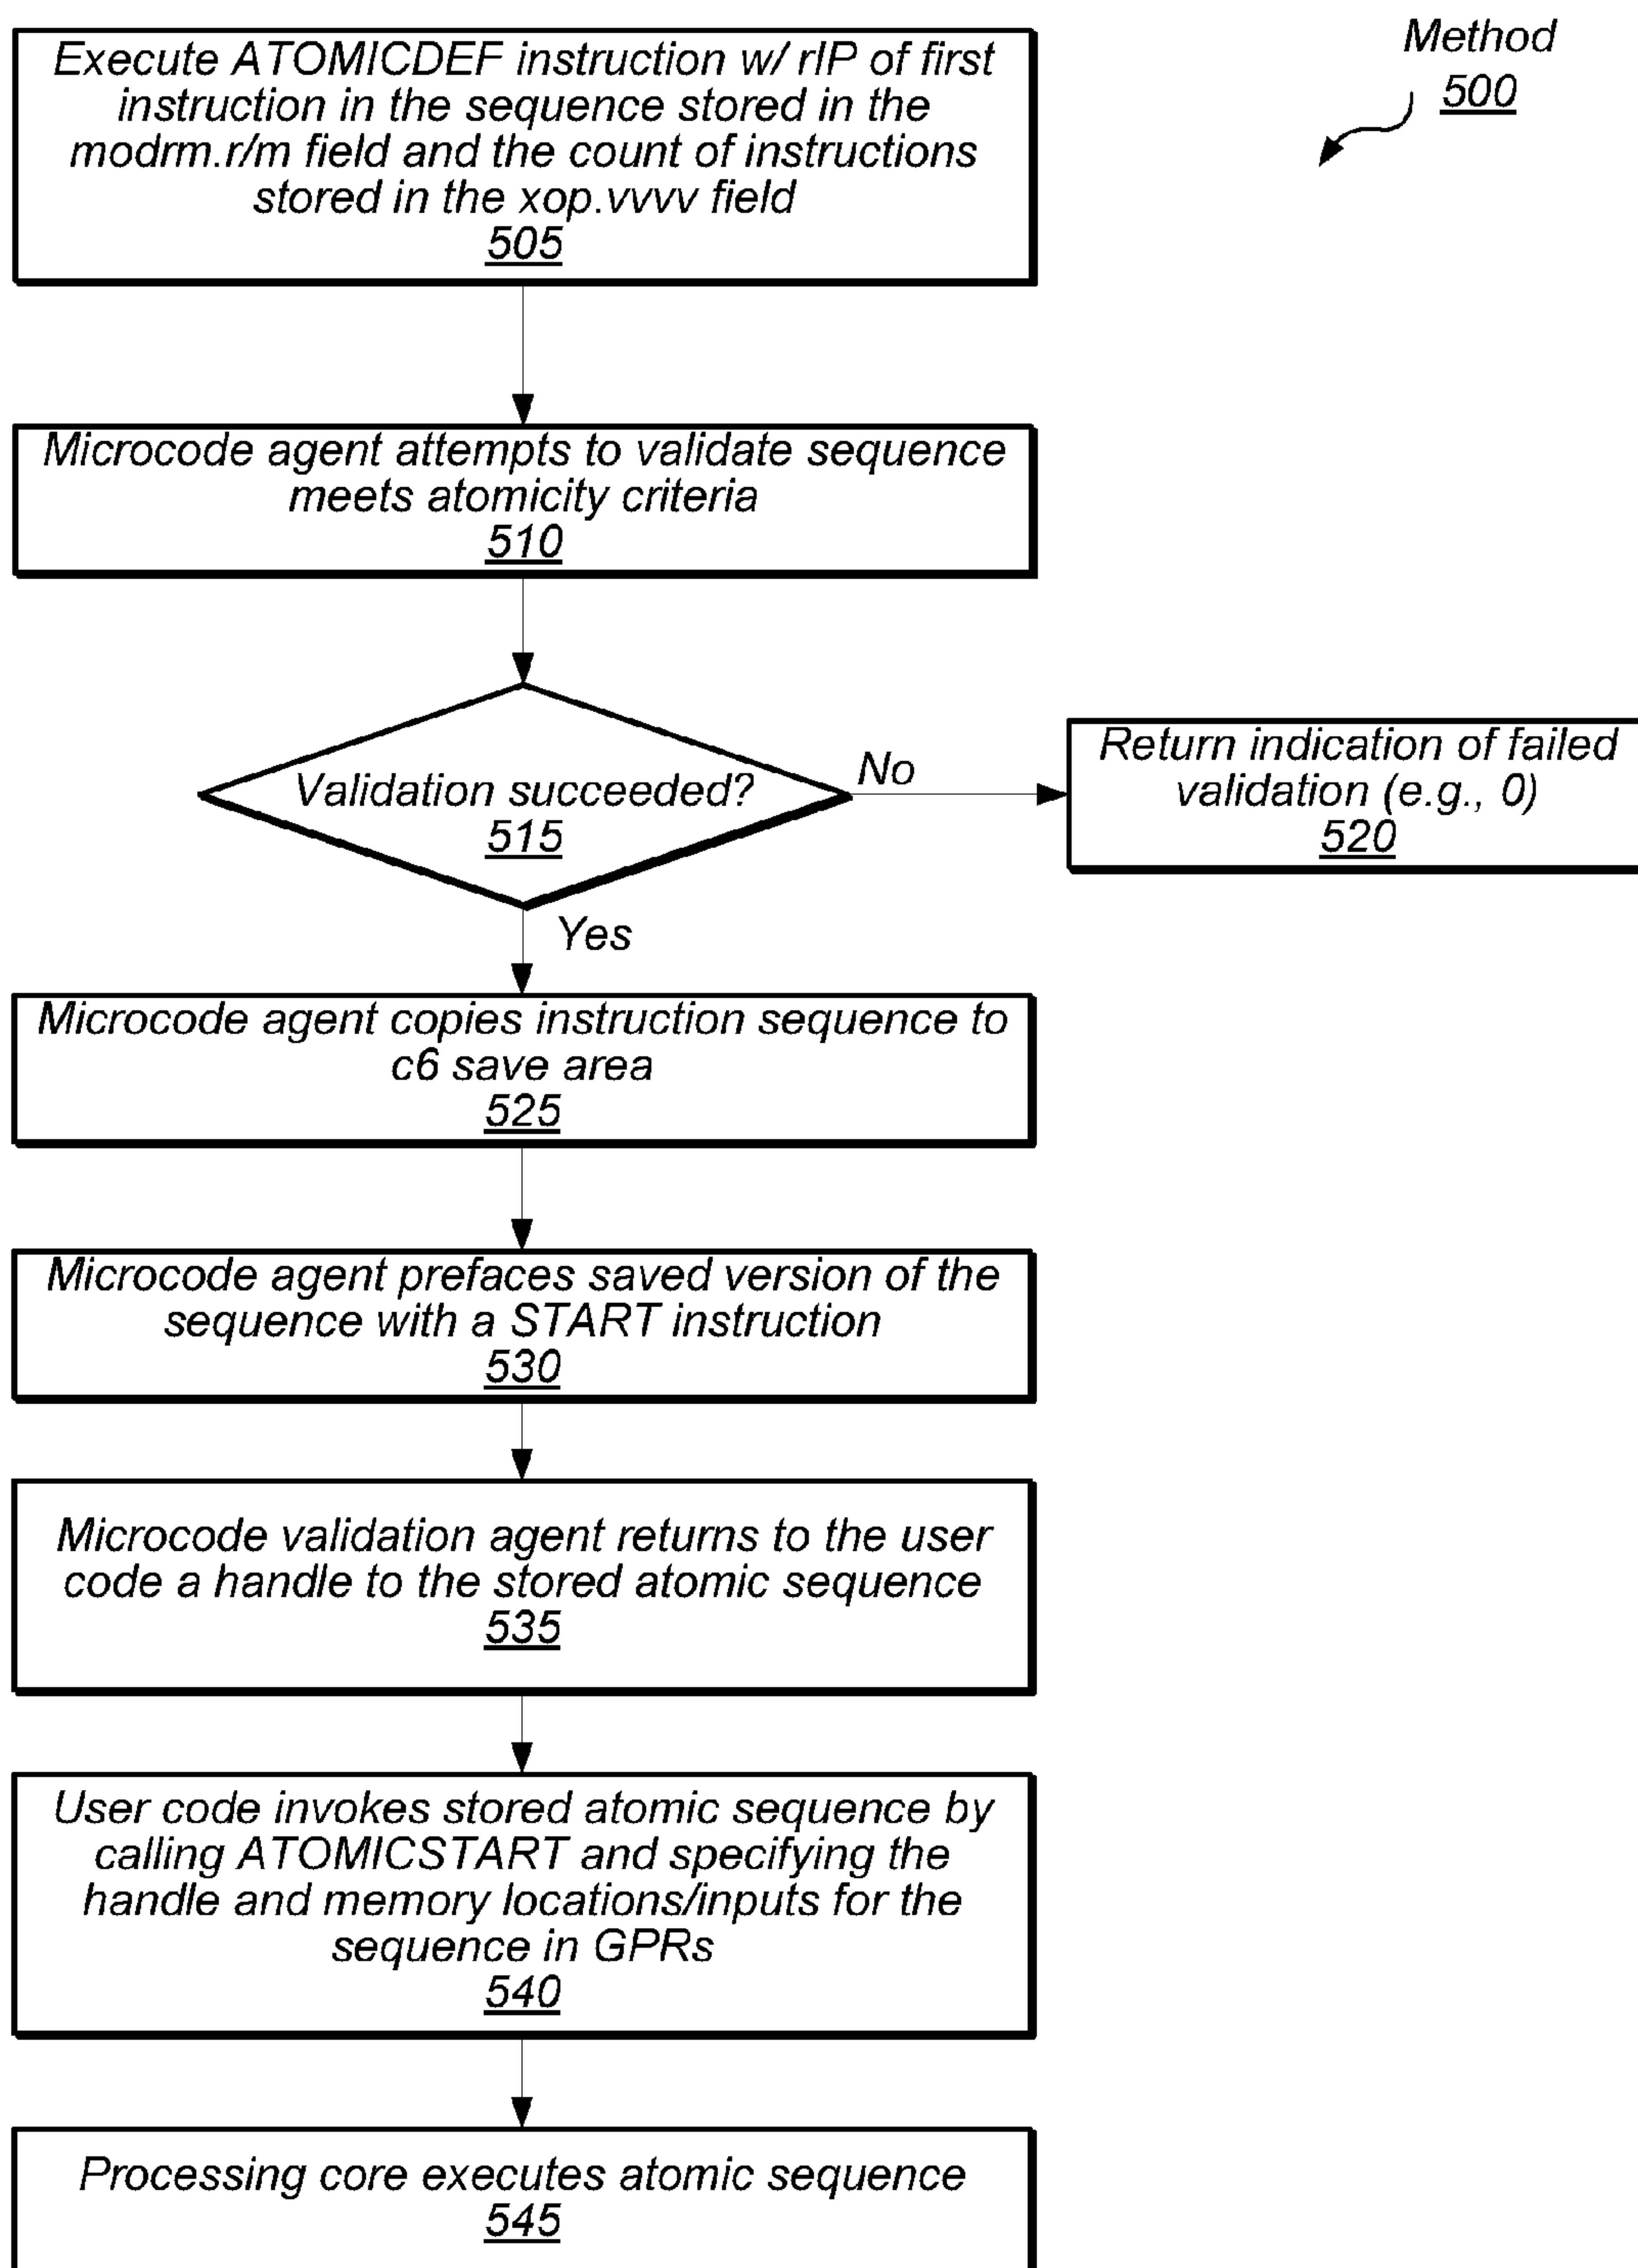 Method
500
Execute ATOMICDEF instruction w/ rIP of first
instruction in the sequence stored in the
modrm.r/m field and the count of instructions
stored in the xop.vvvv field
505
Microcode agent attempts to validate sequence
meets atomicity criteria
510
Validation succeeded?
515
No
Return indication of failed
validation (e.g., 0)
520
Yes
Microcode agent copies instruction sequence to
c6 save area
525
Microcode agent prefaces saved version of the
sequence with a START instruction
530
Microcode validation agent returns to the user
code a handle to the stored atomic sequence
535
User code invokes stored atomic sequence by
calling ATOMICSTART and specifying the
handle and memory locations/inputs for the
sequence in GPRs
540
Processing core executes atomic sequence
545